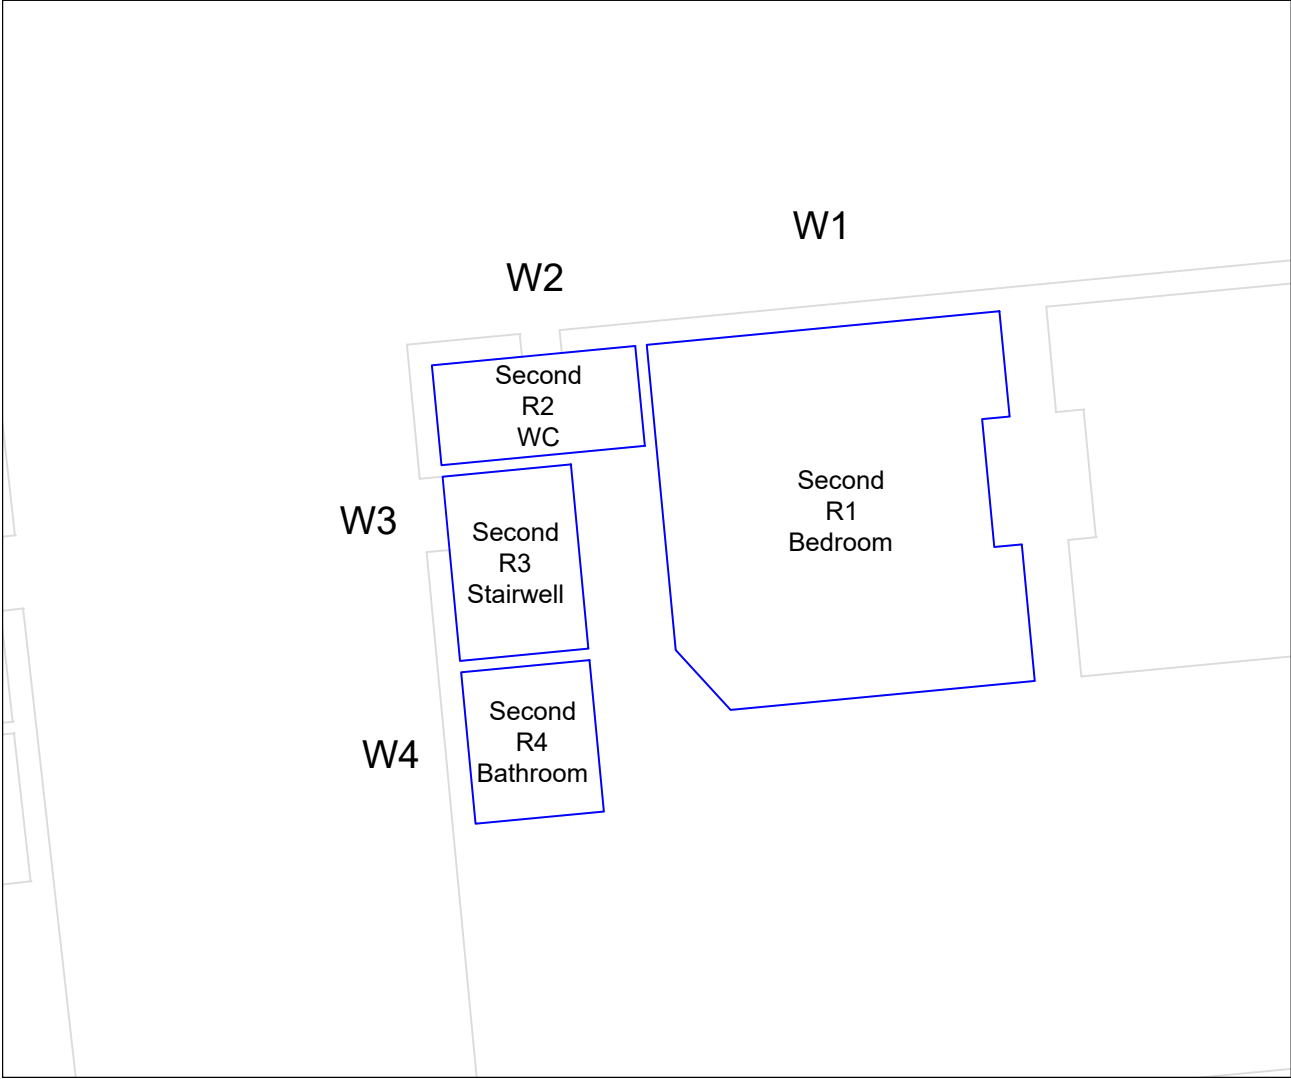 W1
W2
Second
R2
WC
Second
R1
Bedroom
W3
Second
R3
Stairwell
W4
Second
R4
Bathroom